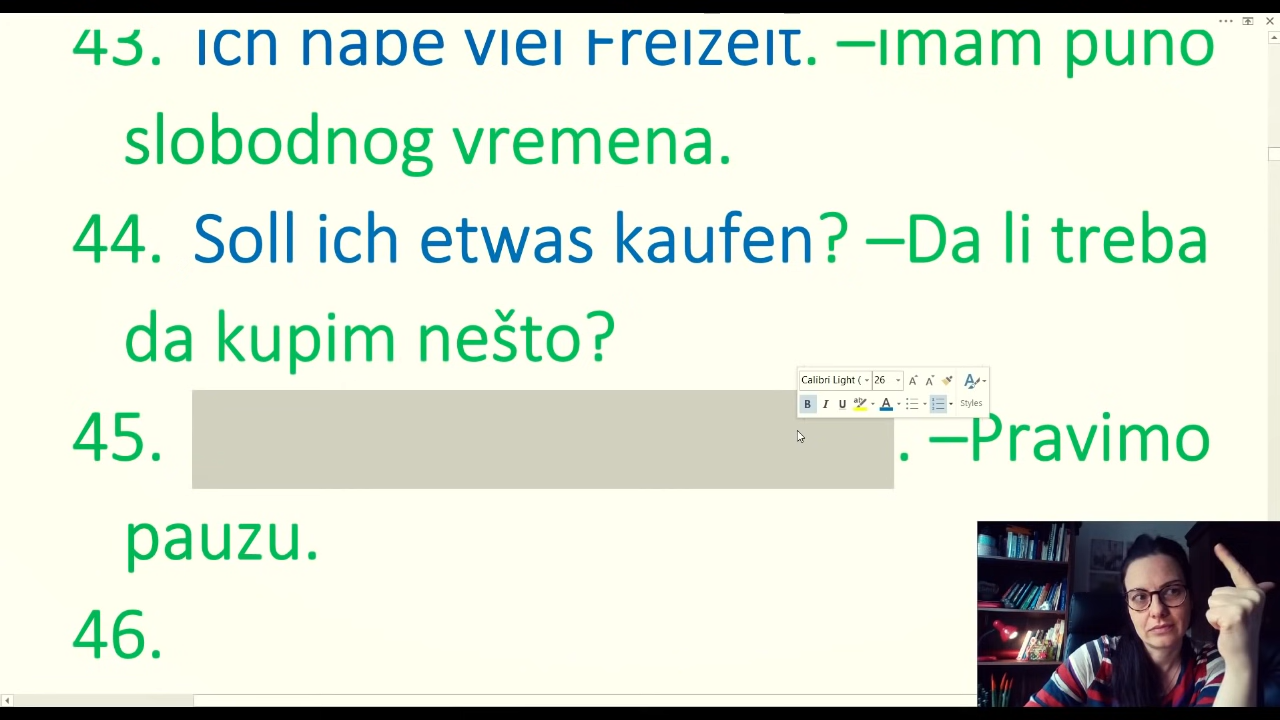 43. Ich habe viel Freizeit. –Imam puno
slobodnog vremena.
44. Soll ich etwas kaufen? –Da li treba
da kupim nešto?
Calibri Light (
26
B I U
Styles
45. . –Pravimo
pauzu.
46.